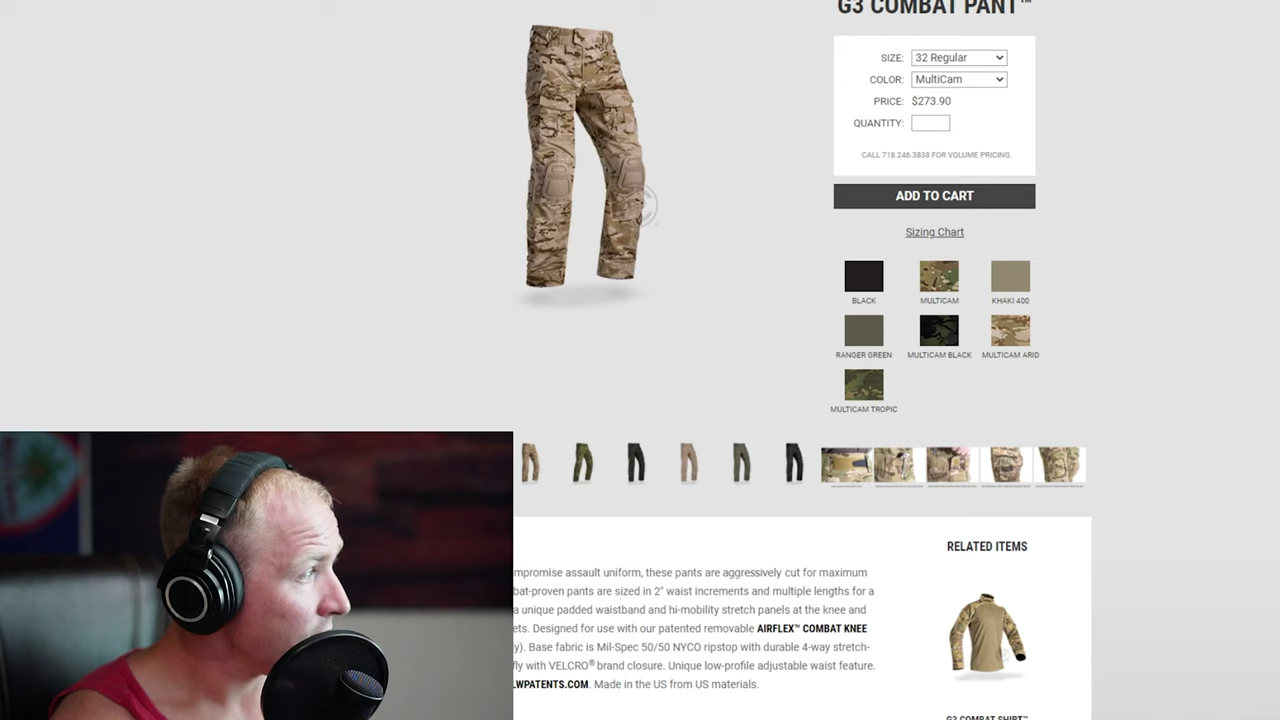 G3 COMBAT PANT™
SIZE: 32 Regular
COLOR: MultiCam
PRICE: $273.90
QUANTITY:
CALL 718.246.3838 FOR VOLUME PRICING.
ADD TO CART
Sizing Chart
BLACK MULTICAM KHAKI 400
RANGER GREEN MULTICAM BLACK MULTICAM ARID
MULTICAM TROPIC
RELATED ITEMS
mpromise assault uniform, these pants are aggressively cut for maximum
bat-proven pants are sized in 2" waist increments and multiple lengths for a
a unique padded waistband and hi-mobility stretch panels at the knee and
ets. Designed for use with our patented removable AIRFLEX™ COMBAT KNEE
y). Base fabric is Mil-Spec 50/50 NYCO ripstop with durable 4-way stretch-
fly with VELCRO® brand closure. Unique low-profile adjustable waist feature.
LWPATENTS.COM. Made in the US from US materials.
G3 COMBAT SHIRT™